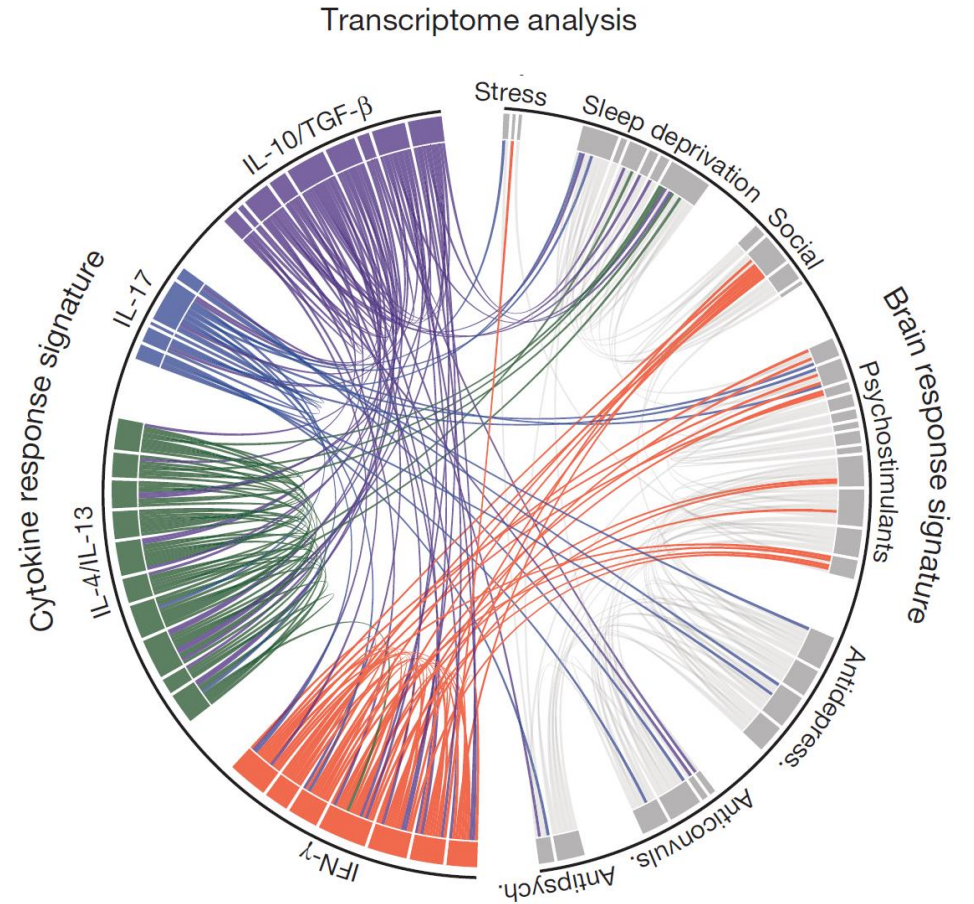 Transcriptome analysis
Stress
Sleep deprivation
Social
Psychostimulants
Antidepress.
Anticonvuls.
Antipsych.
Brain response signature
IL-10/TGF-β
IL-17
IL-4/IL-13
IFN-γ
Cytokine response signature